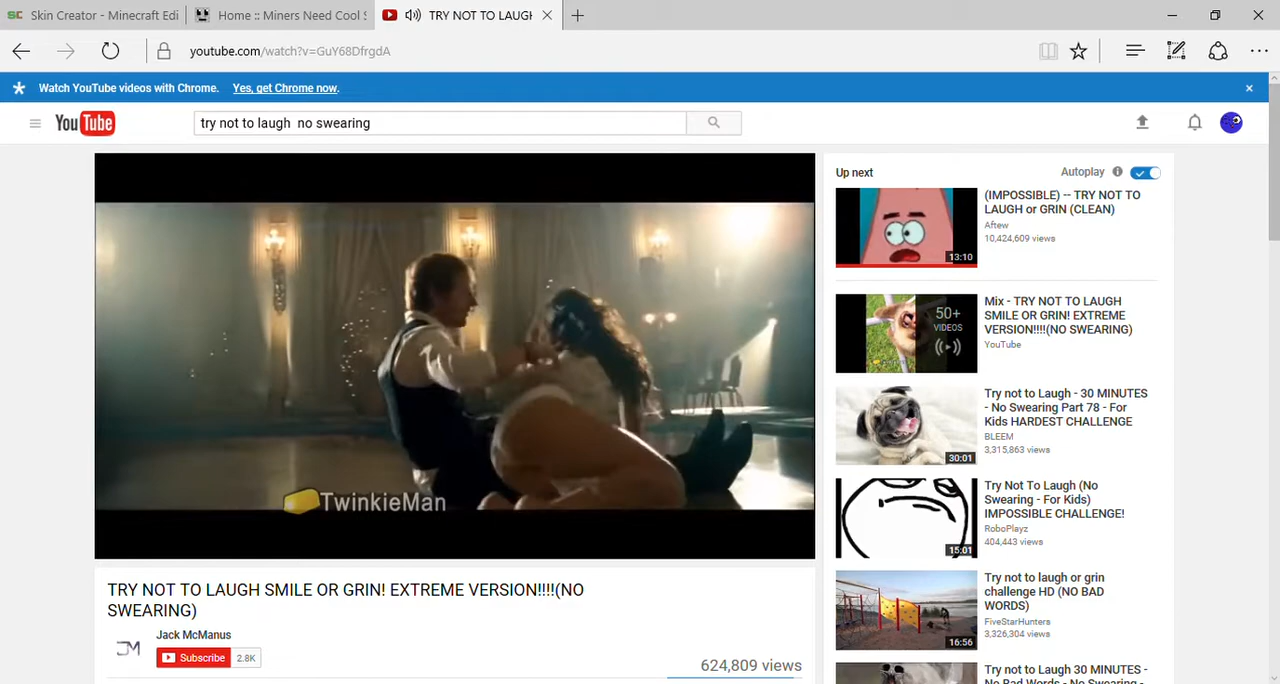 SC Skin Creator - Minecraft Edi
Home :: Miners Need Cool S
TRY NOT TO LAUGH
youtube.com/watch?v=GuY68DfrgdA
Watch YouTube videos with Chrome. Yes, get Chrome now.
YouTube
try not to laugh no swearing
TwinkieMan
TRY NOT TO LAUGH SMILE OR GRIN! EXTREME VERSION!!!!(NO
SWEARING)
JM
Jack McManus
Subscribe 2.8K
624,809 views
Up next
Autoplay
13:10
(IMPOSSIBLE) -- TRY NOT TO
LAUGH or GRIN (CLEAN)
Aftew
10,424,609 views
50+
VIDEOS
Mix - TRY NOT TO LAUGH
SMILE OR GRIN! EXTREME
VERSION!!!!(NO SWEARING)
YouTube
30:01
Try not to Laugh - 30 MINUTES
- No Swearing Part 78 - For
Kids HARDEST CHALLENGE
BLEEM
3,315,863 views
15:01
Try Not To Laugh (No
Swearing - For Kids)
IMPOSSIBLE CHALLENGE!
RoboPlayz
404,443 views
16:56
Try not to laugh or grin
challenge HD (NO BAD
WORDS)
FiveStarHunters
3,326,304 views
Try not to Laugh 30 MINUTES -
No Bad Words - No Swearing -